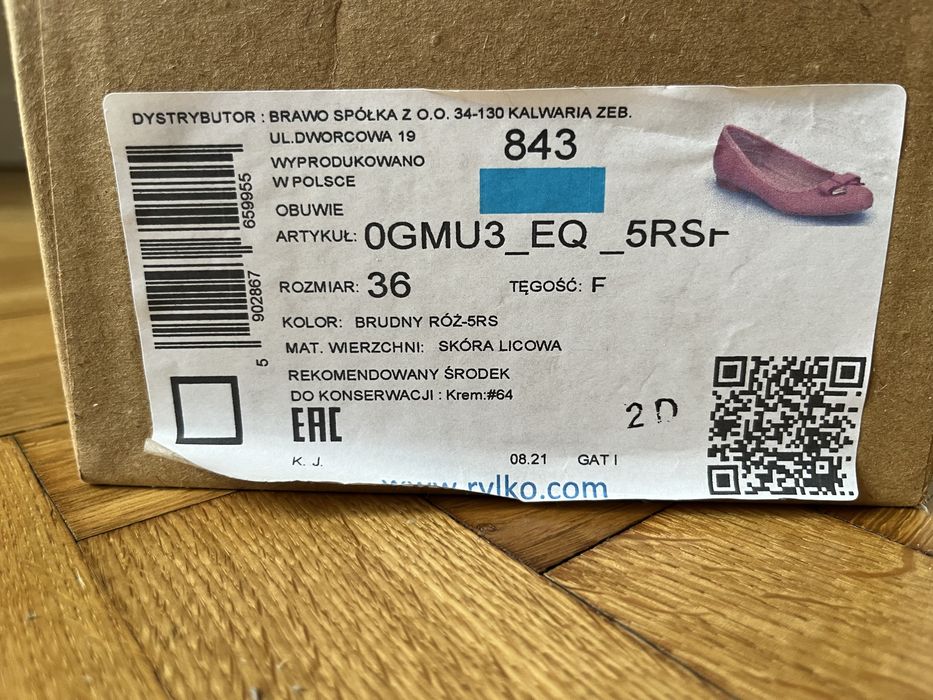 DYSTRYBUTOR : BRAWO SPÓŁKA Z O.O. 34-130 KALWARIA ZEB.
UL.DWORCOWA 19
843
WYPRODUKOWANO
W POLSCE
OBUWIE
ARTYKUŁ: 0GMU3_EQ _5RSF
ROZMIAR: 36 TĘGOŚĆ: F
KOLOR: BRUDNY RÓŻ-5RS
MAT. WIERZCHNI: SKÓRA LICOWA
REKOMENDOWANY ŚRODEK
DO KONSERWACJI : Krem:#64
EAC
2 D
K. J. 08.21 GAT I
www.rylko.com
5 902867 659955